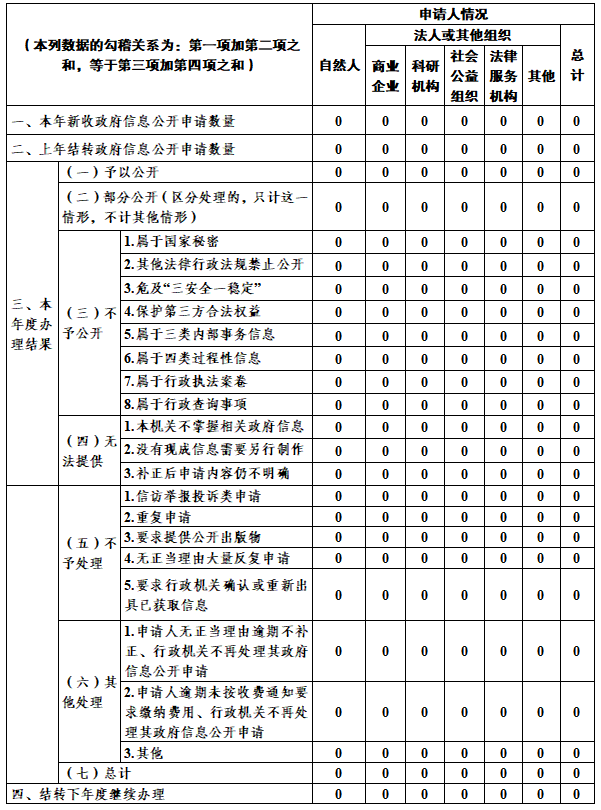 申请人情况
(本列数据的勾稽关系为：第一项加第二项之
和，等于第三项加第四项之和)
自然人
法人或其他组织
总
计
商业
企业
科研
机构
社会
公益
组织
法律
服务
机构
其他
一、本年新收政府信息公开申请数量 0 0 0 0 0 0 0
二、上年结转政府信息公开申请数量 0 0 0 0 0 0 0
三、本
年度办
理结果
(一)予以公开 0 0 0 0 0 0 0
(二)部分公开(区分处理的，只计这一
情形，不计其他情形) 0 0 0 0 0 0 0
(三)不
予公开
1.属于国家秘密 0 0 0 0 0 0 0
2.其他法律行政法规禁止公开 0 0 0 0 0 0 0
3.危及“三安全一稳定” 0 0 0 0 0 0 0
4.保护第三方合法权益 0 0 0 0 0 0 0
5.属于三类内部事务信息 0 0 0 0 0 0 0
6.属于四类过程性信息 0 0 0 0 0 0 0
7.属于行政执法案卷 0 0 0 0 0 0 0
8.属于行政查询事项 0 0 0 0 0 0 0
(四)无
法提供
1.本机关不掌握相关政府信息 0 0 0 0 0 0 0
2.没有现成信息需要另行制作 0 0 0 0 0 0 0
3.补正后申请内容仍不明确 0 0 0 0 0 0 0
(五)不
予处理
1.信访举报投诉类申请 0 0 0 0 0 0 0
2.重复申请 0 0 0 0 0 0 0
3.要求提供公开出版物 0 0 0 0 0 0 0
4.无正当理由大量反复申请 0 0 0 0 0 0 0
5.要求行政机关确认或重新出
具已获取信息 0 0 0 0 0 0 0
(六)其
他处理
1.申请人无正当理由逾期不补
正、行政机关不再处理其政府
信息公开申请 0 0 0 0 0 0 0
2.申请人逾期未按收费通知要
求缴纳费用、行政机关不再处
理其政府信息公开申请 0 0 0 0 0 0 0
3.其他 0 0 0 0 0 0 0
(七)总计 0 0 0 0 0 0 0
四、结转下年度继续办理 0 0 0 0 0 0 0